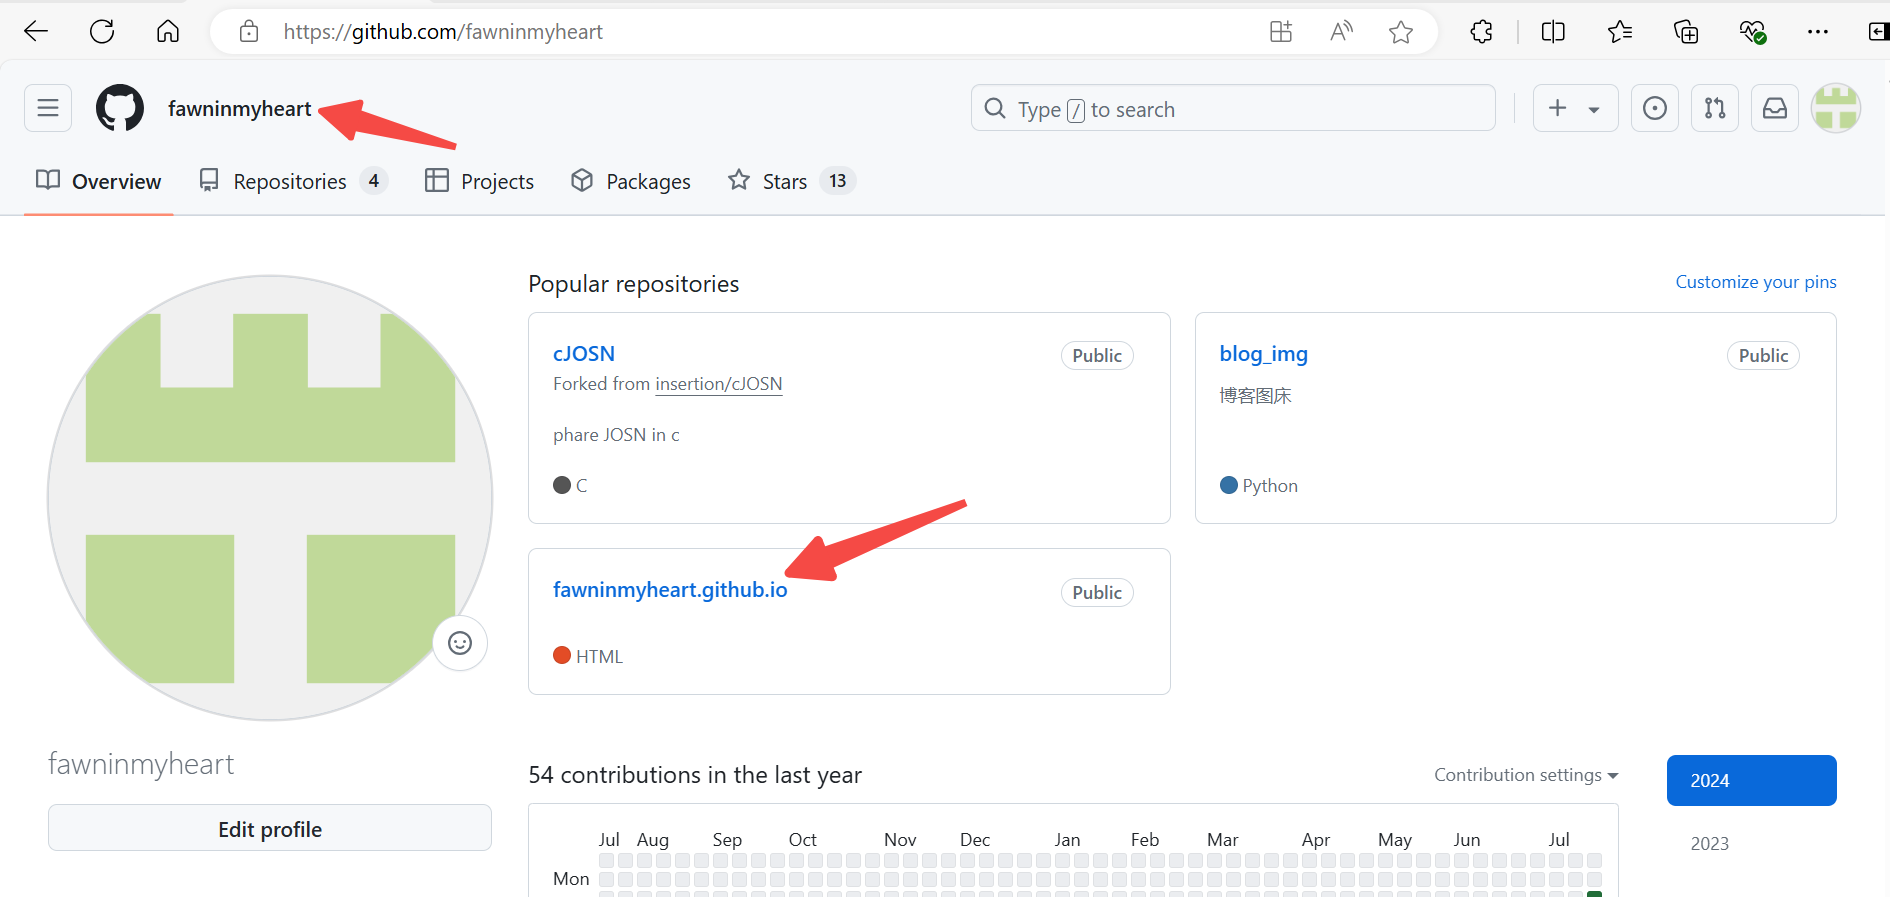 https://github.com/fawninmyheart
fawninmyheart
Type / to search
Overview
Repositories 4
Projects
Packages
Stars 13
Popular repositories
Customize your pins
cJOSN
Public
Forked from insertion/cJOSN
phare JOSN in c
C
blog_img
Public
博客图床
Python
fawninmyheart.github.io
Public
HTML
fawninmyheart
Edit profile
54 contributions in the last year
Contribution settings
2024
2023
Jul Aug Sep Oct Nov Dec Jan Feb Mar Apr May Jun Jul
Mon